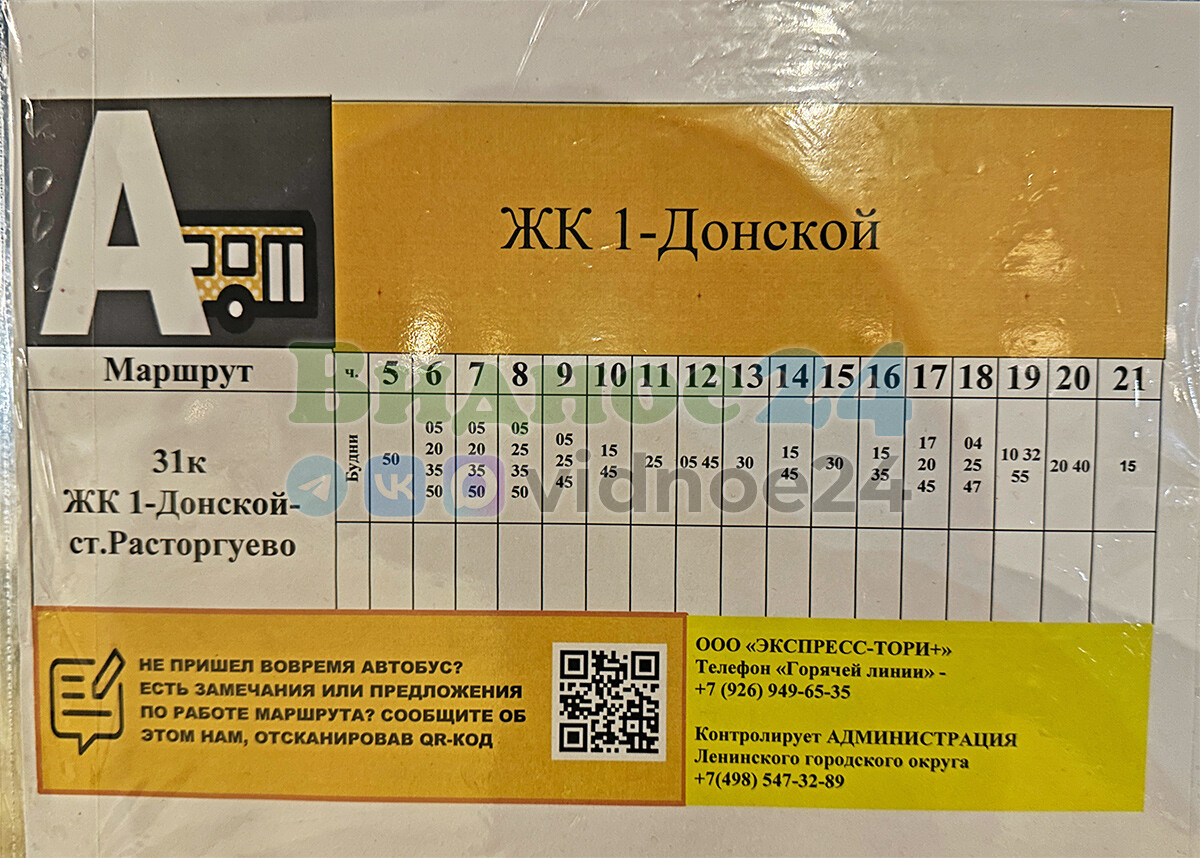 А
ЖК 1-Донской
Маршрут ч. 5 6 7 8 9 10 11 12 13 14 15 16 17 18 19 20 21
Видное24
31к
ЖК 1-Донской-
ст.Расторгуево
Будни
50
05
20
35
50
05
20
35
50
05
25
35
50
05
25
45
15
45
25
05 45
30
15
45
30
15
35
17
20
45
04
25
47
10 32
55
20 40
15
vidnoe24
НЕ ПРИШЕЛ ВОВРЕМЯ АВТОБУС?
ЕСТЬ ЗАМЕЧАНИЯ ИЛИ ПРЕДЛОЖЕНИЯ
ПО РАБОТЕ МАРШРУТА? СООБЩИТЕ ОБ
ЭТОМ НАМ, ОТСКАНИРОВАВ QR-КОД
ООО «ЭКСПРЕСС-ТОРИ+»
Телефон «Горячей линии» -
+7 (926) 949-65-35
Контролирует АДМИНИСТРАЦИЯ
Ленинского городского округа
+7(498) 547-32-89